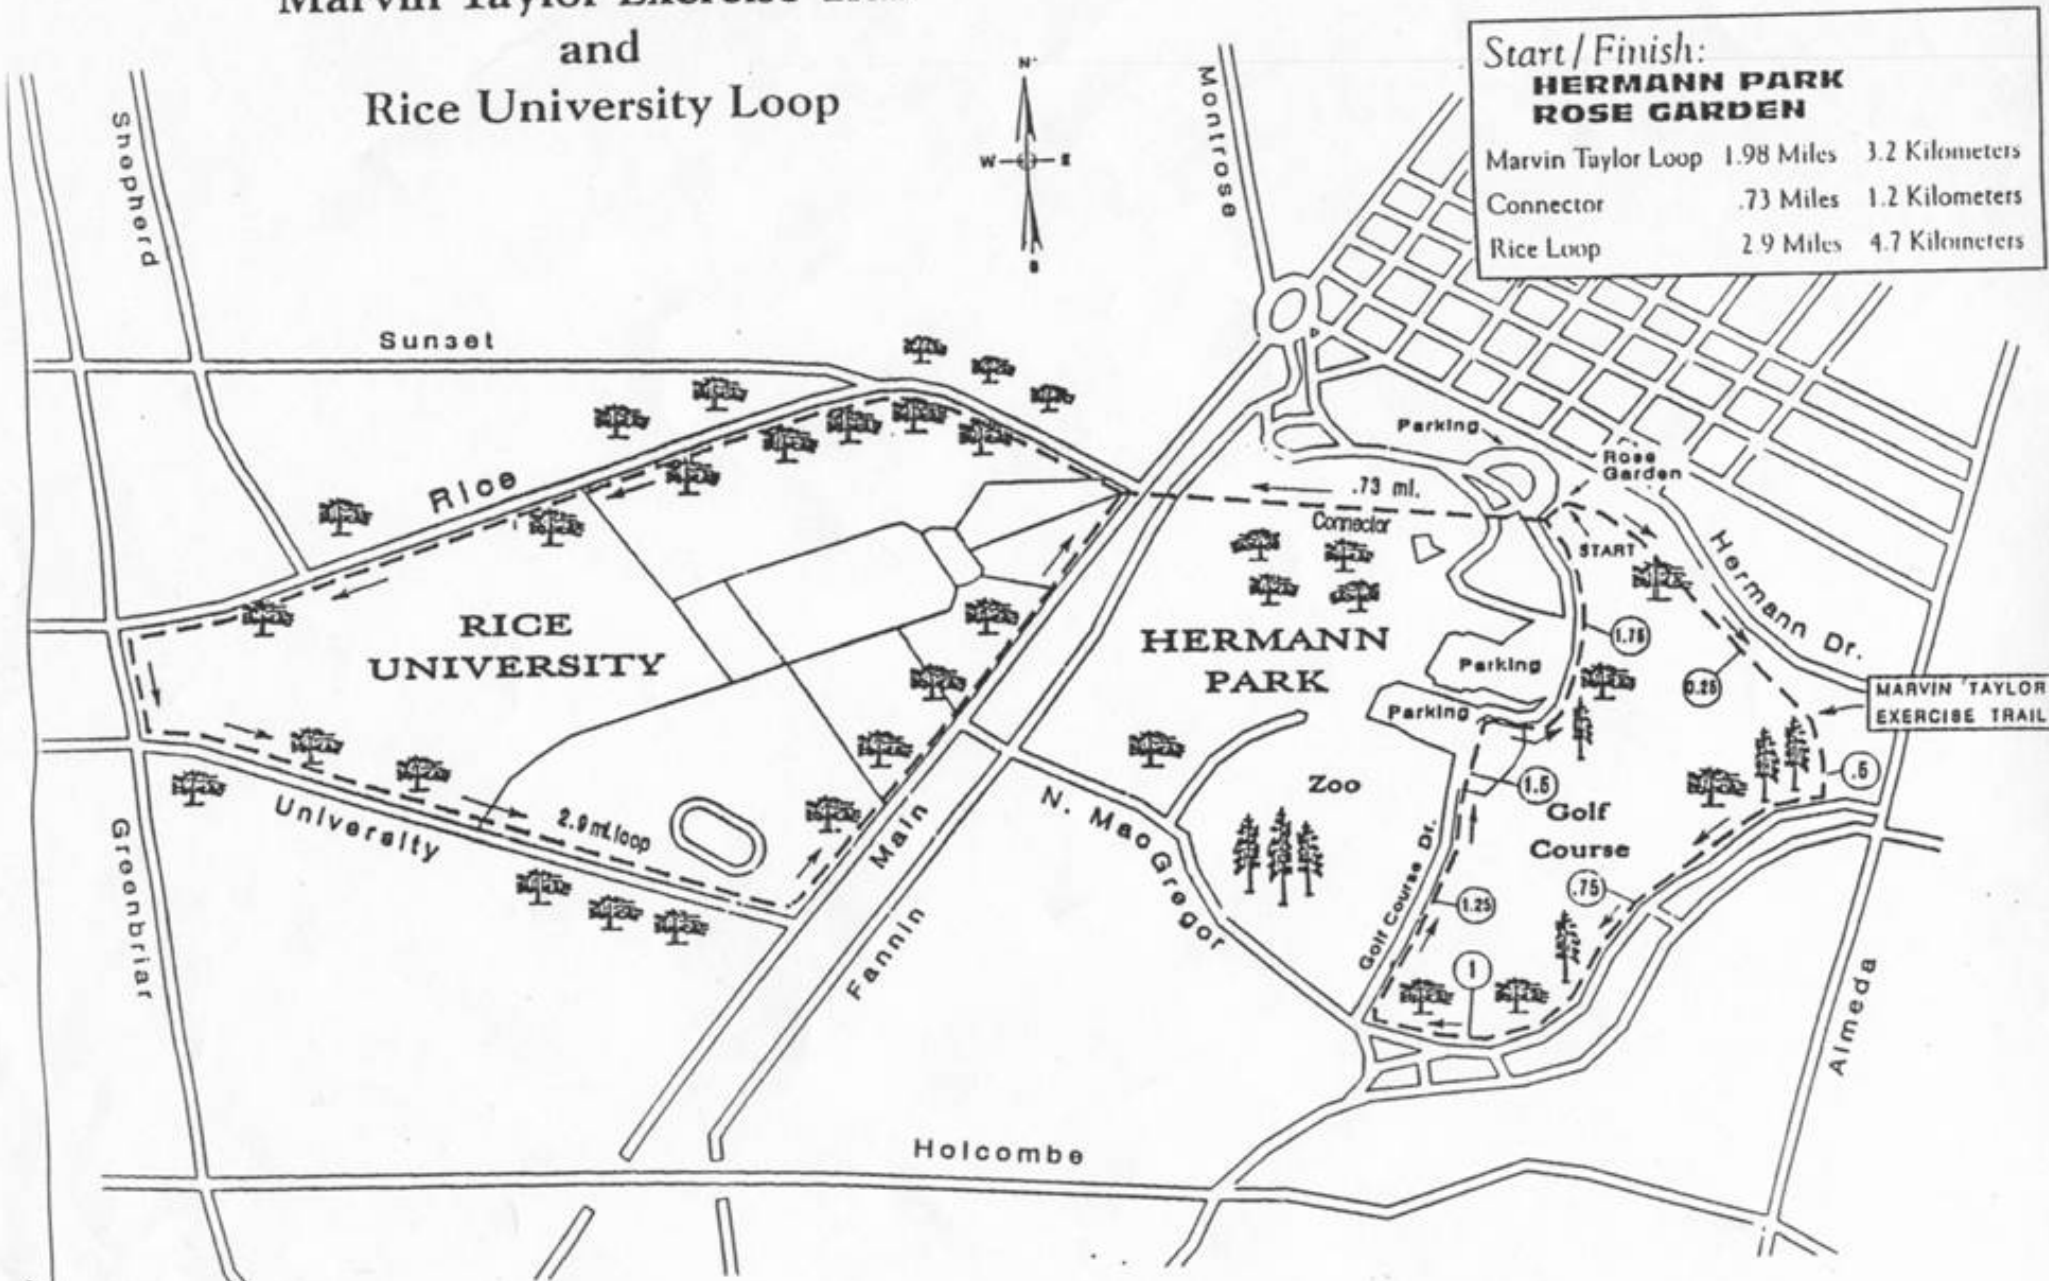 Marvin Taylor Exercise
and
Rice University Loop
Start / Finish:
HERMANN PARK
ROSE GARDEN
Marvin Taylor Loop 1.98 Miles 3.2 Kilometers
Connector .73 Miles 1.2 Kilometers
Rice Loop 2.9 Miles 4.7 Kilometers
N
W
E
S
Shepherd
Montrose
Sunset
Rice
Parking
Rose
Garden
.73 mi.
Connector
START
Hermann Dr.
RICE
UNIVERSITY
HERMANN
PARK
1.75
0.25
Parking
Parking
MARVIN TAYLOR
EXERCISE TRAIL
.5
Zoo
1.5
Golf
Course
University
2.9 mi. loop
Main
N. MacGregor
Golf Course Dr.
.75
1.25
1
Greenbriar
Fannin
Almeda
Holcombe